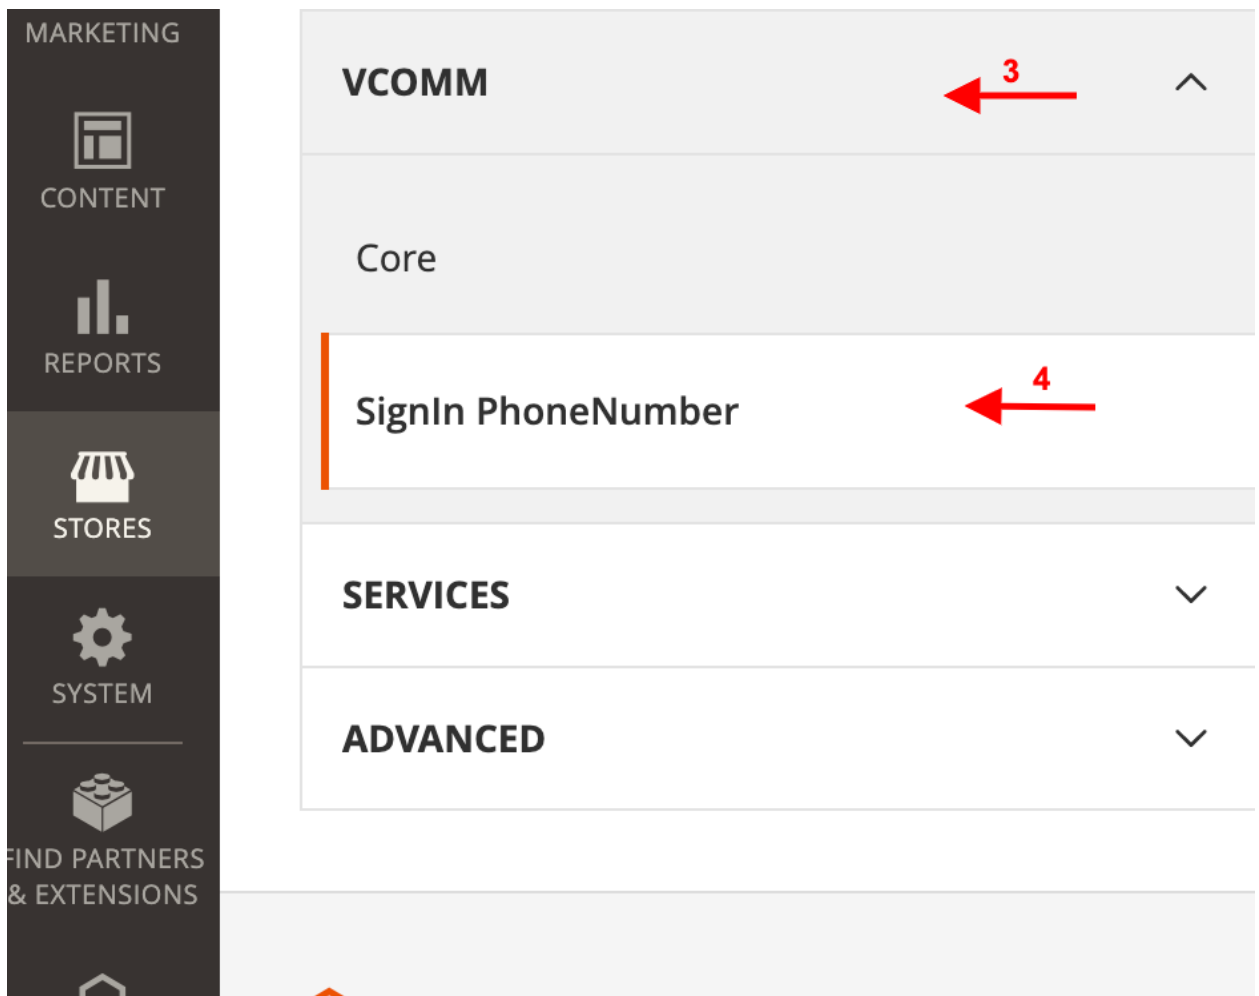 MARKETING
CONTENT
REPORTS
STORES
SYSTEM
FIND PARTNERS
& EXTENSIONS
VCOMM
3
Core
SignIn PhoneNumber
4
SERVICES
ADVANCED